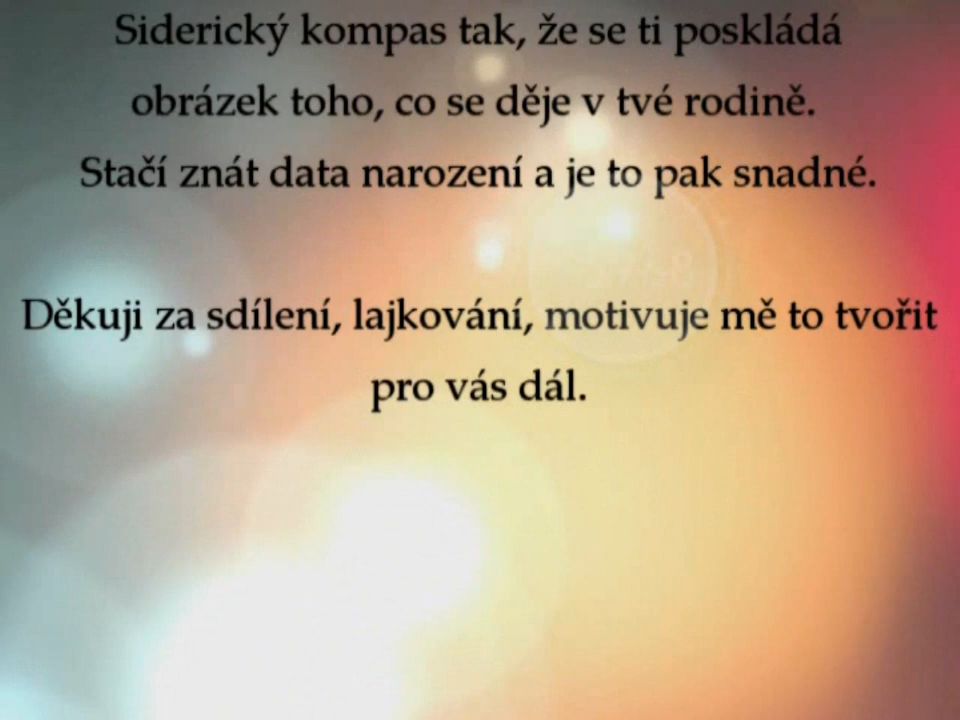 Siderický kompas tak, že se ti poskládá
obrázek toho, co se děje v tvé rodině.
Stačí znát data narození a je to pak snadné.
Děkuji za sdílení, lajkování, motivuje mě to tvořit
pro vás dál.